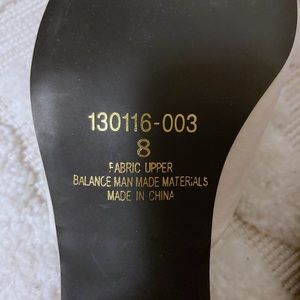 130116-003
8
FABRIC UPPER
BALANCE MAN MADE MATERIALS
MADE IN CHINA